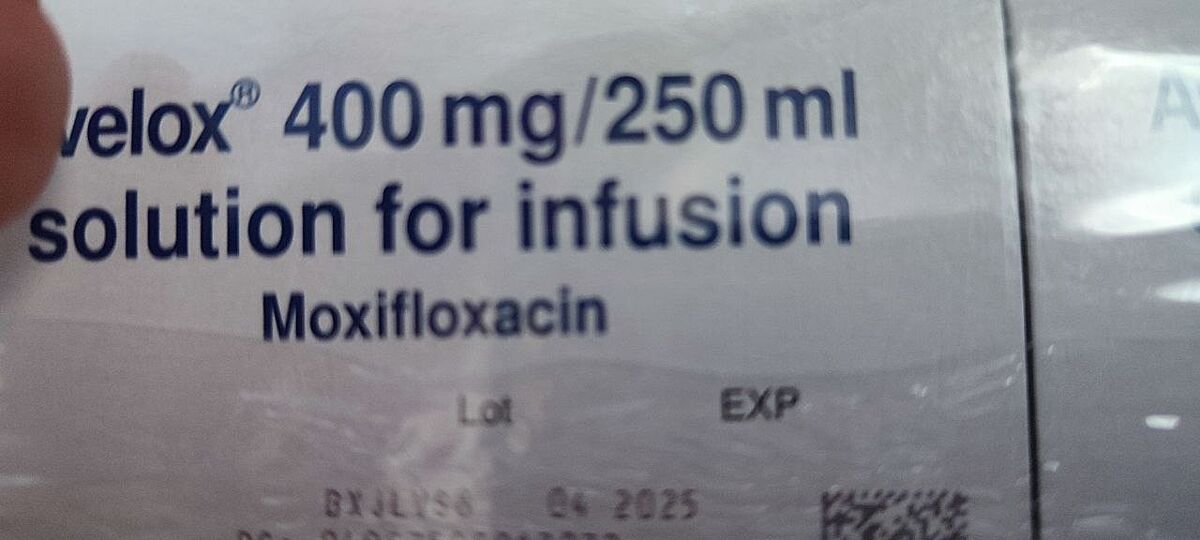 velox® 400 mg/250 ml
solution for infusion
Moxifloxacin
Lot EXP
04 2025